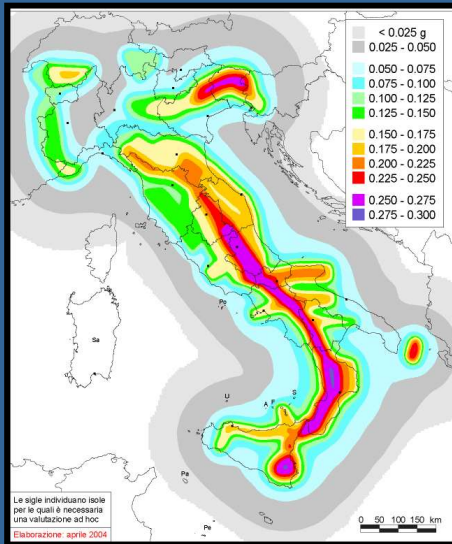 < 0.025 g
0.025 - 0.050
0.050 - 0.075
0.075 - 0.100
0.100 - 0.125
0.125 - 0.150
0.150 - 0.175
0.175 - 0.200
0.200 - 0.225
0.225 - 0.250
0.250 - 0.275
0.275 - 0.300
Po
Sa
U
A F
S
Pa
Pe
Le sigle individuano isole
per le quali è necessaria
una valutazione ad hoc
Elaborazione: aprile 2004
0 50 100 150 km